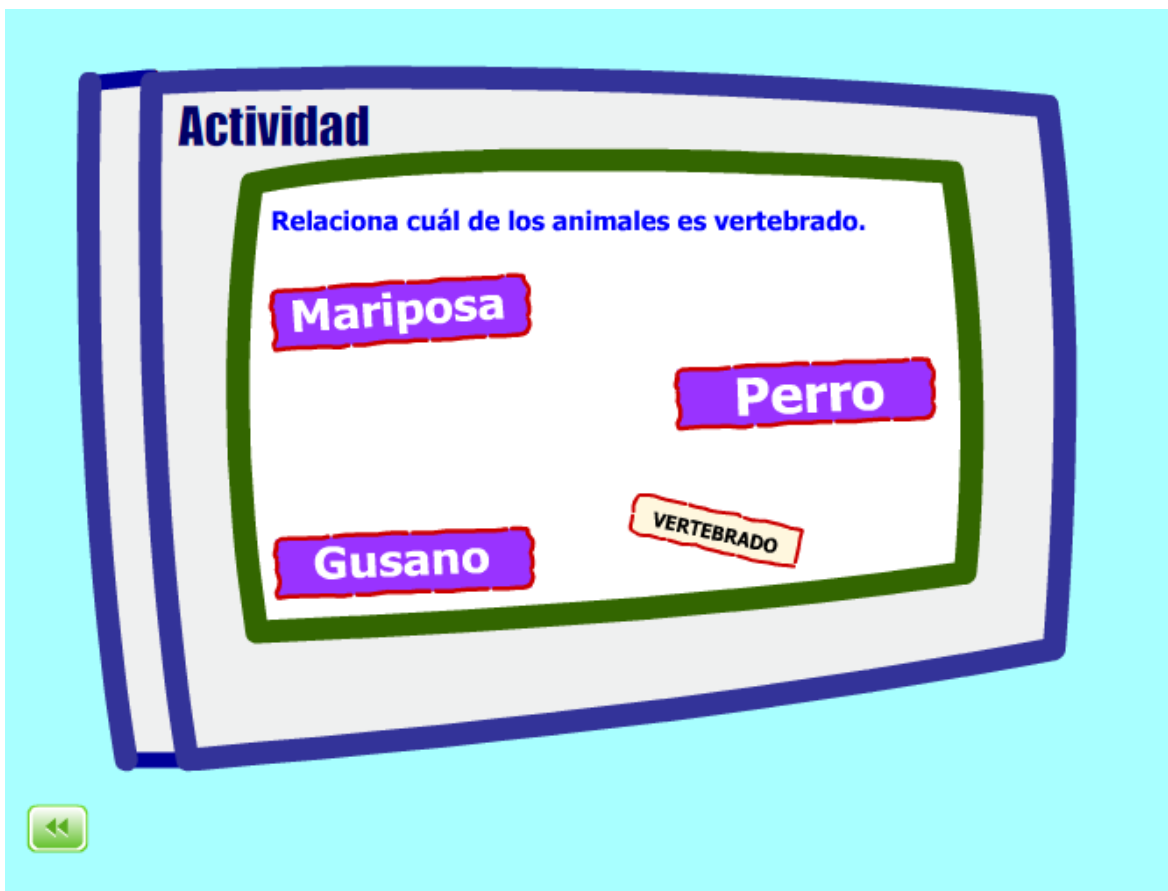 Actividad
Relaciona cuál de los animales es vertebrado.
Mariposa
Perro
VERTEBRADO
Gusano